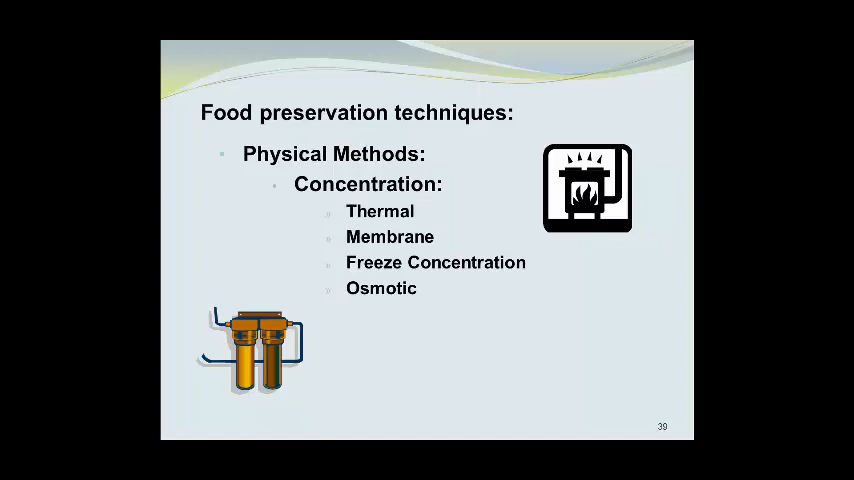 Food preservation techniques:
• Physical Methods:
• Concentration:
» Thermal
» Membrane
» Freeze Concentration
» Osmotic
39